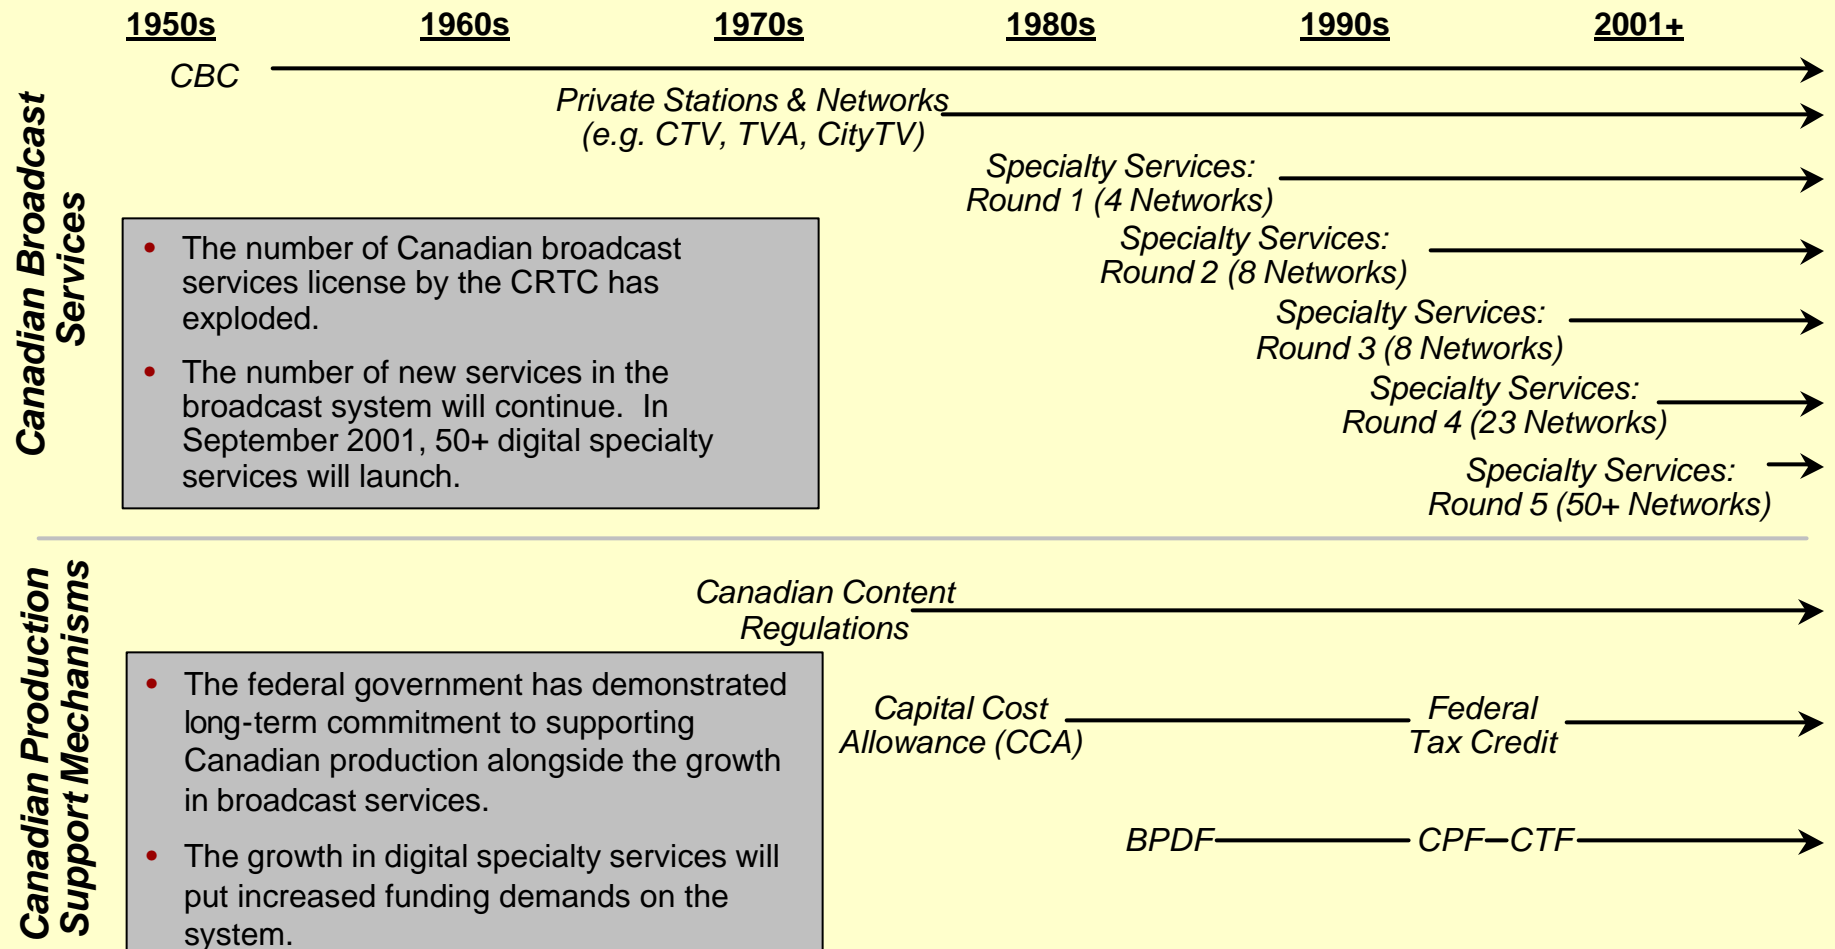 1950s 1960s 1970s 1980s 1990s 2001+
Canadian Broadcast
Services
CBC
Private Stations & Networks
(e.g. CTV, TVA, CityTV)
Specialty Services:
Round 1 (4 Networks)
Specialty Services:
Round 2 (8 Networks)
Specialty Services:
Round 3 (8 Networks)
Specialty Services:
Round 4 (23 Networks)
Specialty Services:
Round 5 (50+ Networks)
• The number of Canadian broadcast
services license by the CRTC has
exploded.
• The number of new services in the
broadcast system will continue. In
September 2001, 50+ digital specialty
services will launch.
Canadian Production
Support Mechanisms
Canadian Content
Regulations
Capital Cost
Allowance (CCA)
Federal
Tax Credit
BPDF CPF CTF
• The federal government has demonstrated
long-term commitment to supporting
Canadian production alongside the growth
in broadcast services.
• The growth in digital specialty services will
put increased funding demands on the
system.